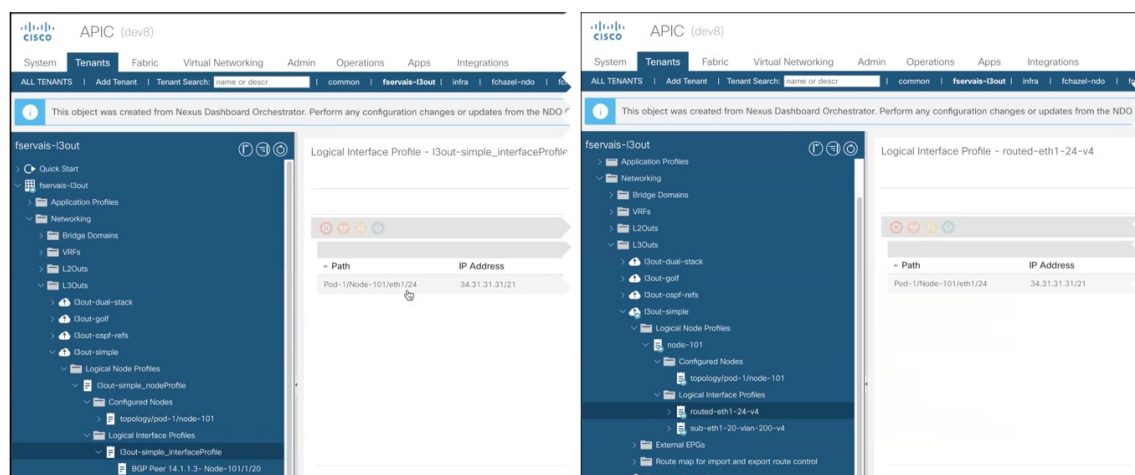 CISCO APIC (dev8)
System Tenants Fabric Virtual Networking Admin Operations Apps Integrations
ALL TENANTS | Add Tenant | Tenant Search: name or descr | common | fservais-l3out | infra | fchazel-ndo |
This object was created from Nexus Dashboard Orchestrator. Perform any configuration changes or updates from the NDO
fservais-l3out
Quick Start
fservais-l3out
Application Profiles
Networking
Bridge Domains
VRFs
L2Outs
L3Outs
l3out-dual-stack
l3out-golf
l3out-ospf-refs
l3out-simple
Logical Node Profiles
l3out-simple_nodeProfile
Configured Nodes
topology/pod-1/node-101
Logical Interface Profiles
l3out-simple_interfaceProfile
BGP Peer 14.1.1.3- Node-101/1/20
Logical Interface Profile - l3out-simple_interfaceProfile
Path IP Address
Pod-1/Node-101/eth1/24 34.31.31.31/21
CISCO APIC (dev8)
System Tenants Fabric Virtual Networking Admin Operations Apps Integrations
ALL TENANTS | Add Tenant | Tenant Search: name or descr | common | fservais-l3out | infra | fchazel-ndo |
This object was created from Nexus Dashboard Orchestrator. Perform any configuration changes or updates from the NDO
fservais-l3out
Application Profiles
Networking
Bridge Domains
VRFs
L2Outs
L3Outs
l3out-dual-stack
l3out-golf
l3out-ospf-refs
l3out-simple
Logical Node Profiles
node-101
Configured Nodes
topology/pod-1/node-101
Logical Interface Profiles
routed-eth1-24-v4
sub-eth1-20-vlan-200-v4
External EPGs
Route map for import and export route control
Logical Interface Profile - routed-eth1-24-v4
Path IP Address
Pod-1/Node-101/eth1/24 34.31.31.31/21